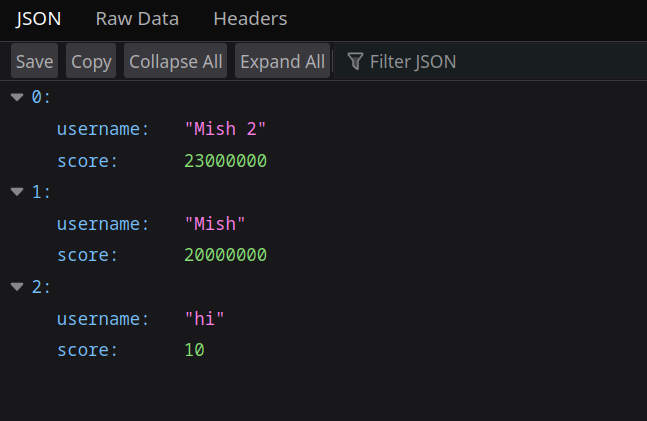 JSON Raw Data Headers
Save Copy Collapse All Expand All Filter JSON
0:
username: "Mish 2"
score: 23000000
1:
username: "Mish"
score: 20000000
2:
username: "hi"
score: 10